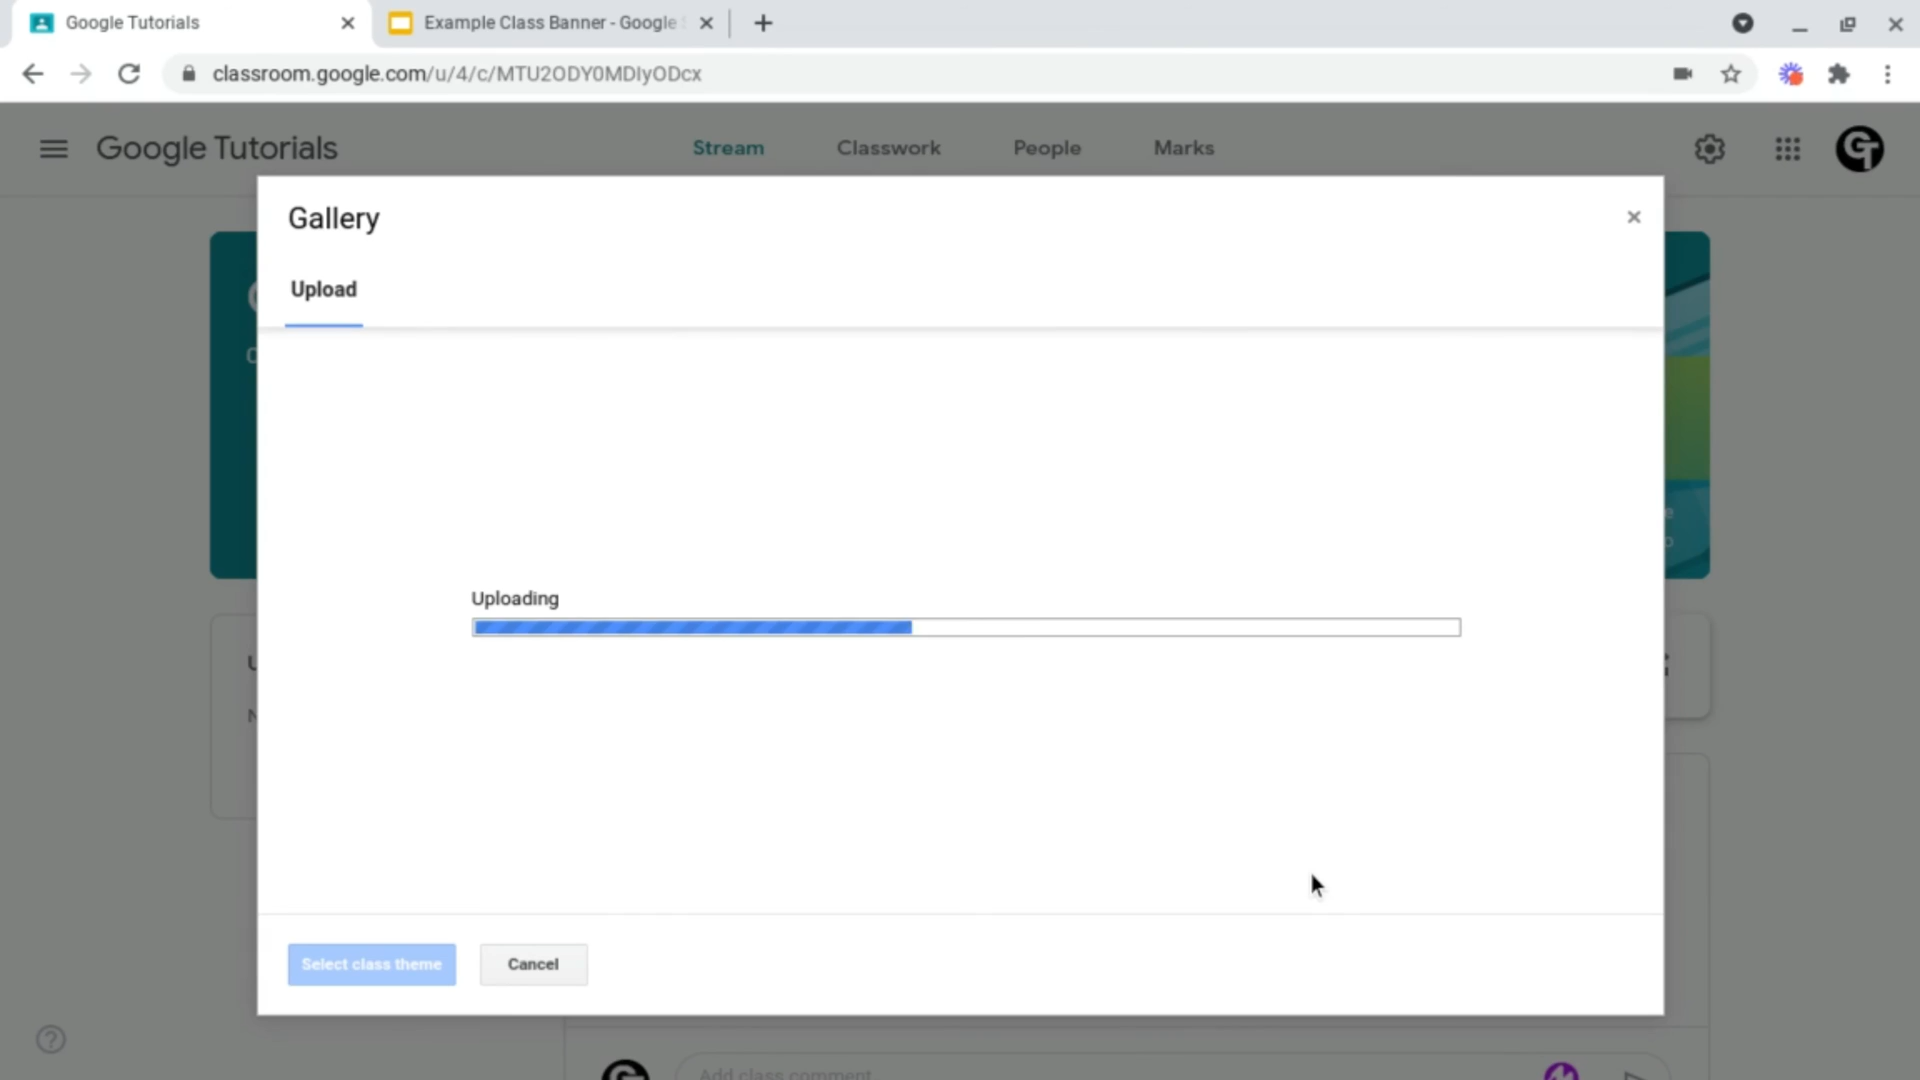 Google Tutorials
Example Class Banner - Google
classroom.google.com/u/4/c/MTU2ODY0MDIyODcx
Google Tutorials
Stream
Classwork
People
Marks
Gallery
Upload
Uploading
Select class theme
Cancel
Add class comment